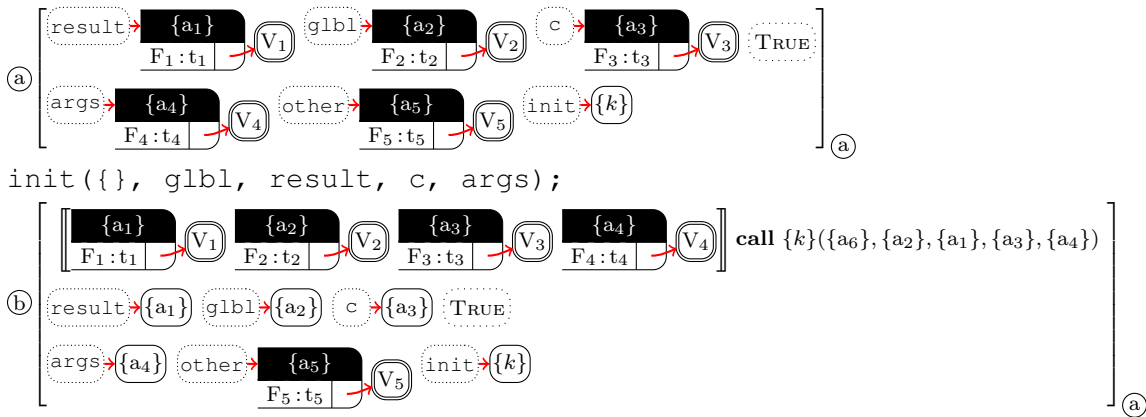 result {a₁} glbl {a₂} c {a₃}
F₁:t₁ V₁ F₂:t₂ V₂ F₃:t₃ V₃ TRUE
a
args {a₄} other {a₅} init {k}
F₄:t₄ V₄ F₅:t₅ V₅
a
init({}, glbl, result, c, args);
{a₁} {a₂} {a₃} {a₄}
F₁:t₁ V₁ F₂:t₂ V₂ F₃:t₃ V₃ F₄:t₄ V₄ call {k}({a₆},{a₂},{a₁},{a₃},{a₄})
b
result {a₁} glbl {a₂} c {a₃} TRUE
args {a₄} other {a₅} init {k}
F₅:t₅ V₅
a